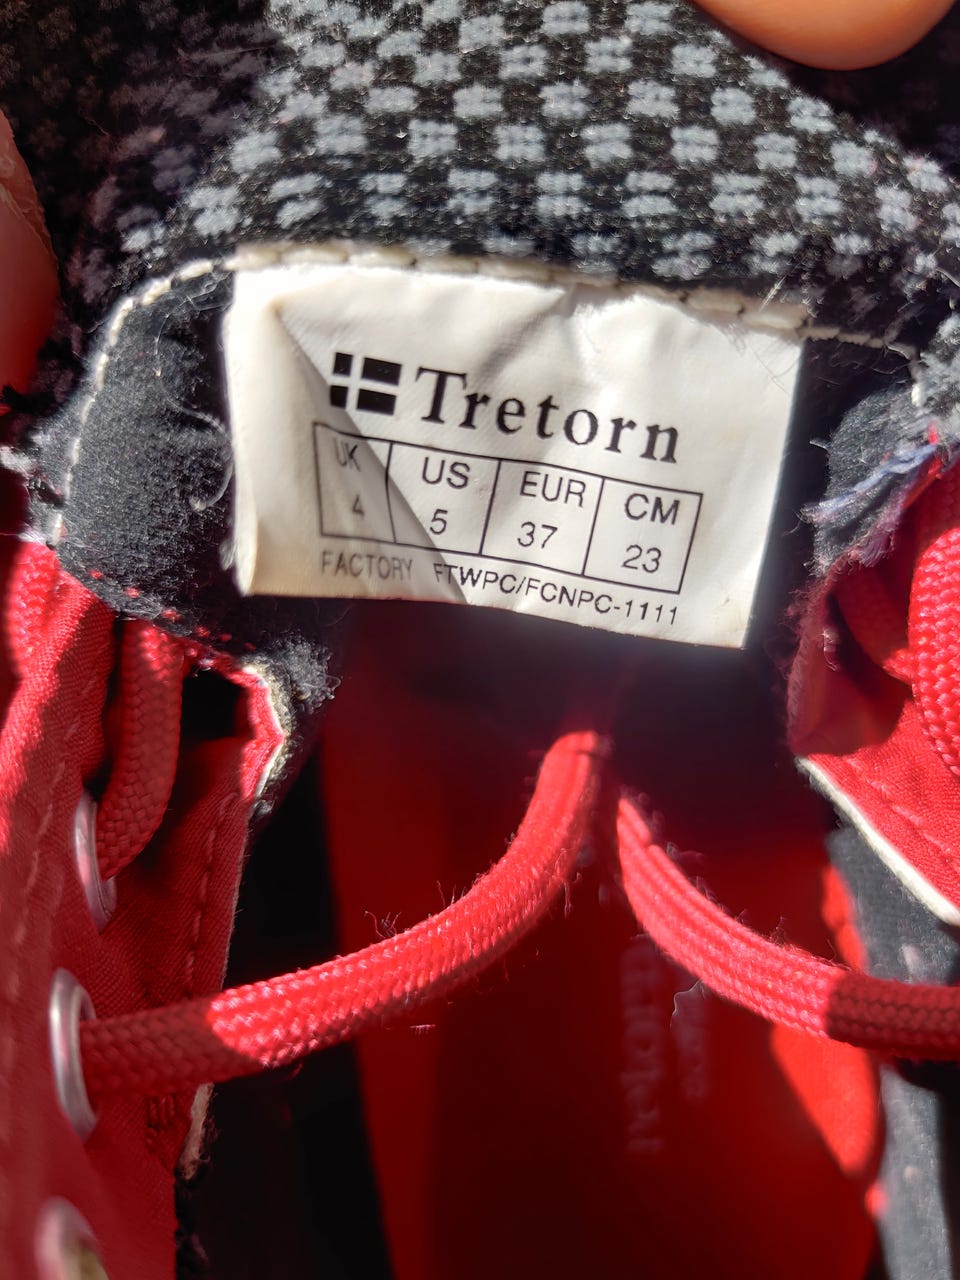 Tretorn
UK US EUR CM
4 5 37 23
FACTORY FTWPC/FCNPC-1111